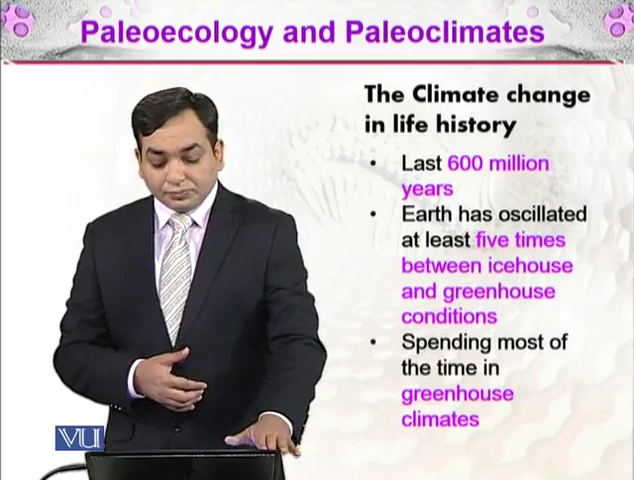 Paleoecology and Paleoclimates
The Climate change
in life history
• Last 600 million
years
• Earth has oscillated
at least five times
between icehouse
and greenhouse
conditions
• Spending most of
the time in
greenhouse
climates
VU